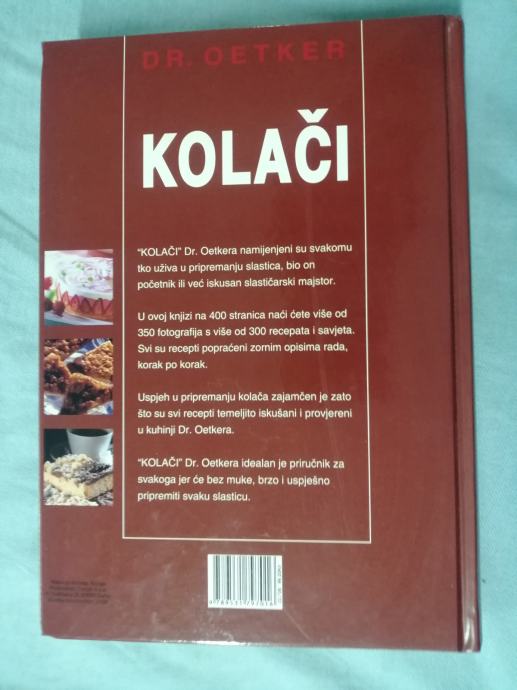 DR. OETKER
KOLAČI
"KOLAČI" Dr. Oetkera namijenjeni su svakomu
tko uživa u pripremanju slastica, bio on
početnik ili već iskusan slastičarski majstor.
U ovoj knjizi na 400 stranica naći ćete više od
350 fotografija s više od 300 recepata i savjeta.
Svi su recepti popraćeni zornim opisima rada,
korak po korak.
Uspjeh u pripremanju kolača zajamčen je zato
što su svi recepti temeljito iskušani i provjereni
u kuhinji Dr. Oetkera.
"KOLAČI" Dr. Oetkera idealan je priručnik za
svakoga jer će bez muke, brzo i uspješno
pripremiti svaku slasticu.